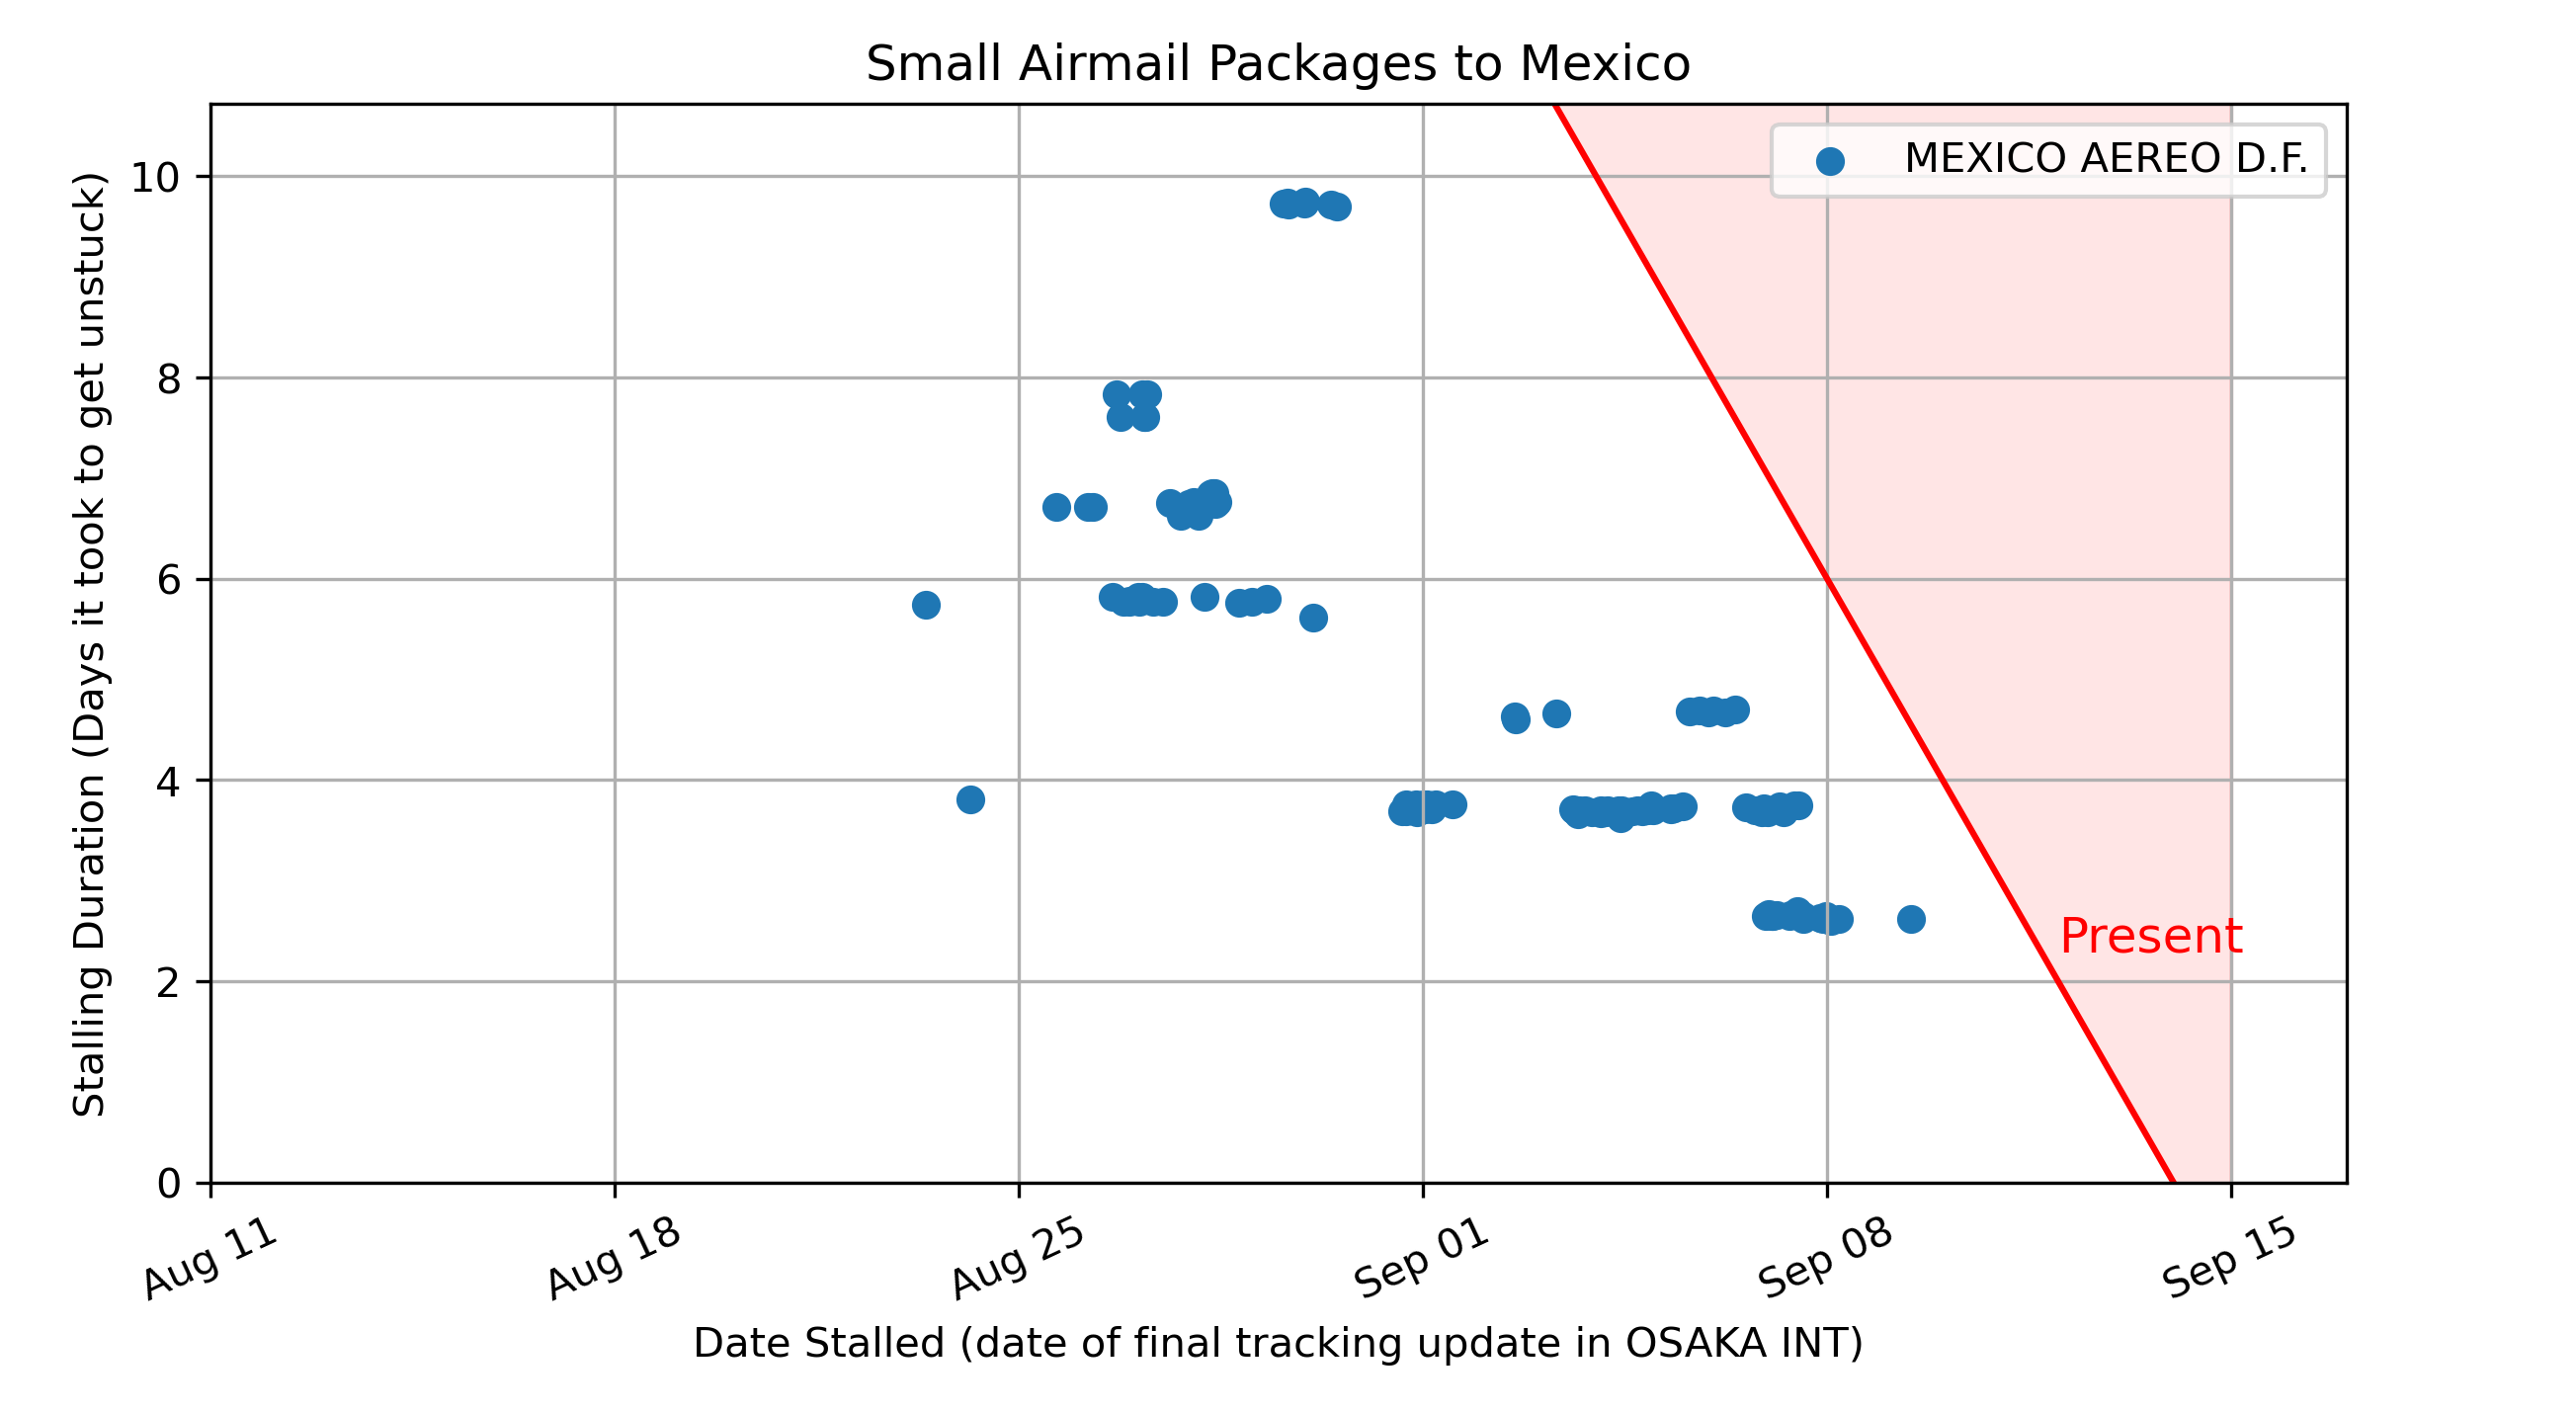 Small Airmail Packages to Mexico
MEXICO AEREO D.F.
Stalling Duration (Days it took to get unstuck)
10
8
6
4
2
0
Present
Aug 11
Aug 18
Aug 25
Sep 01
Sep 08
Sep 15
Date Stalled (date of final tracking update in OSAKA INT)